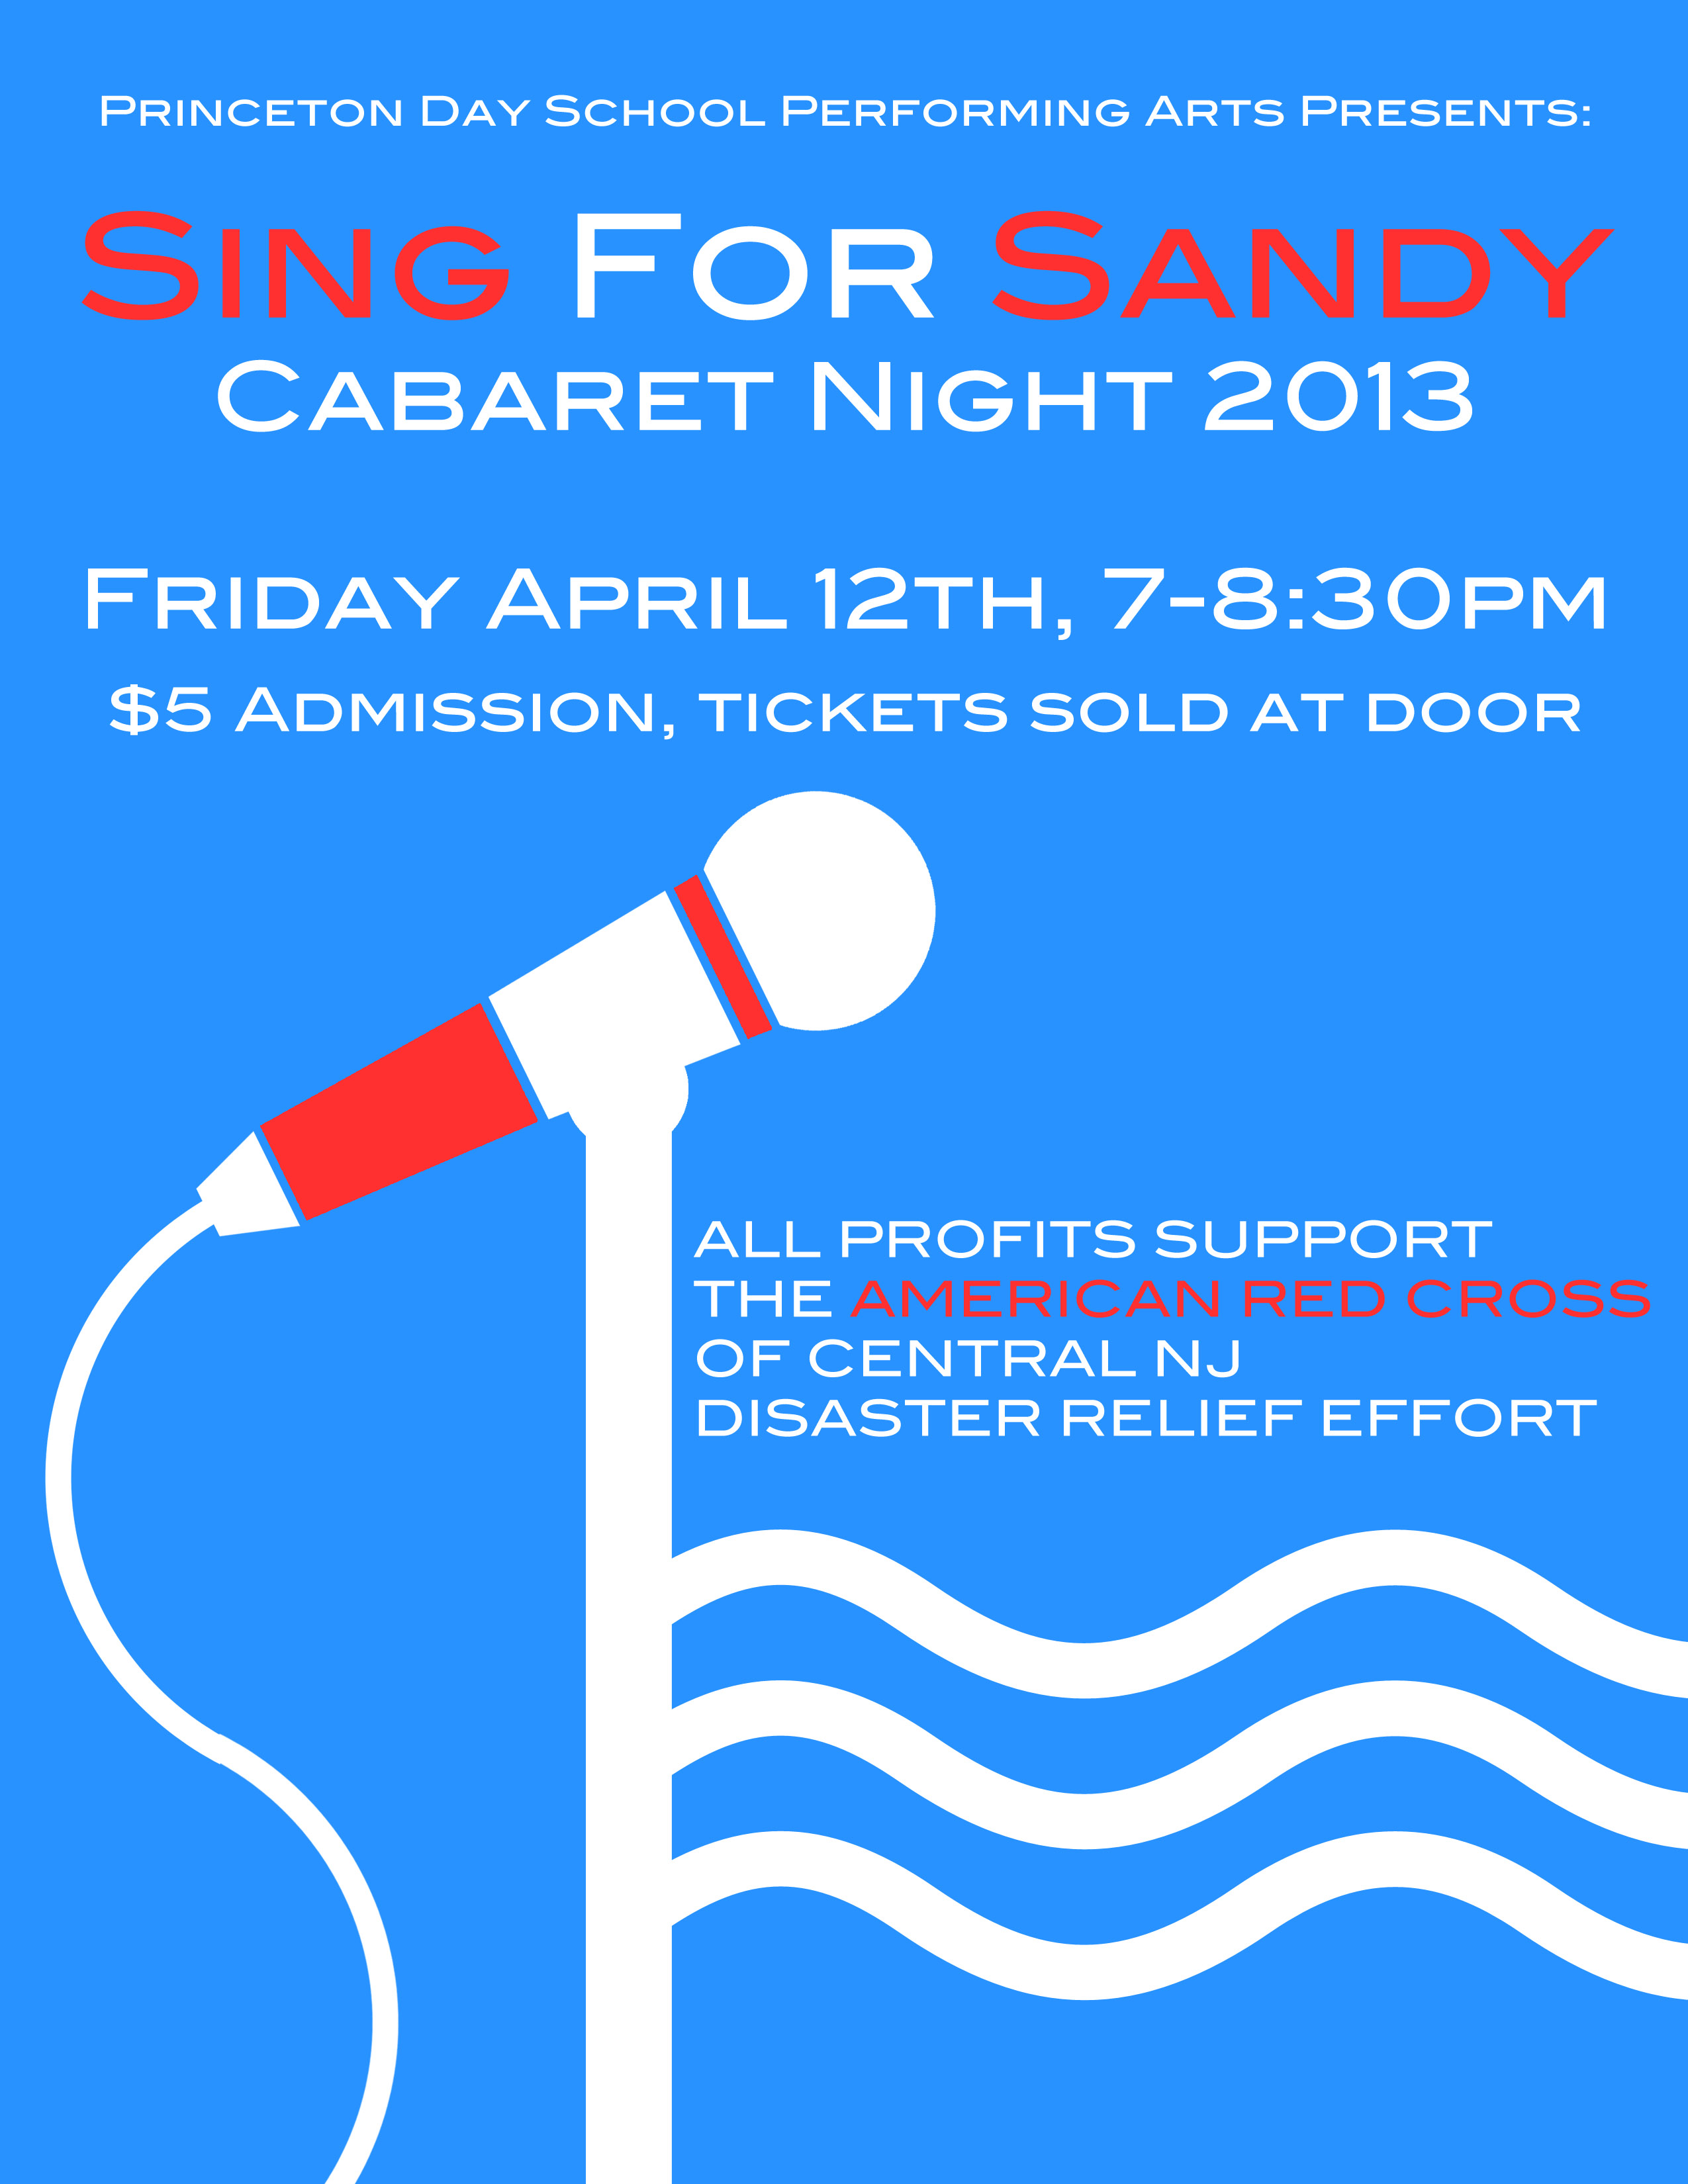 Princeton Day School Performing Arts Presents:
Sing For Sandy
Cabaret Night 2013
Friday April 12th, 7-8:30pm
$5 Admission, tickets sold at door
ALL PROFITS SUPPORT
THE AMERICAN RED CROSS
OF CENTRAL NJ
DISASTER RELIEF EFFORT